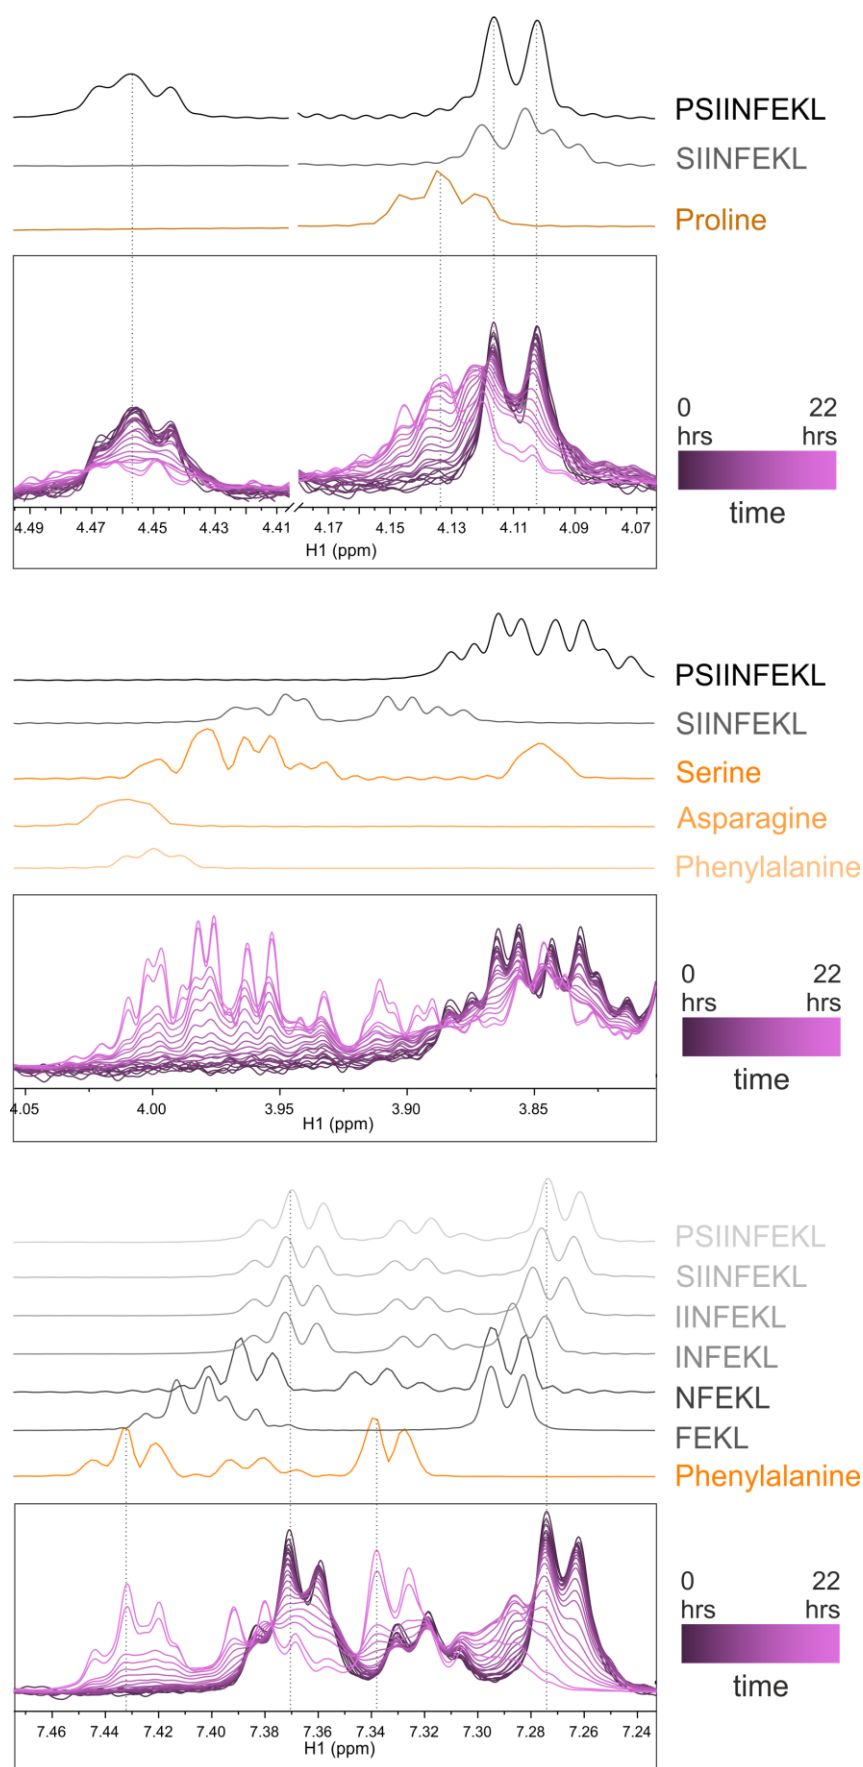 PSIINFEKL
SIINFEKL
Proline
0 22
hrs hrs
time
4.49 4.47 4.45 4.43 4.41 4.17 4.15 4.13 4.11 4.09 4.07
H1 (ppm)
PSIINFEKL
SIINFEKL
Serine
Asparagine
Phenylalanine
0 22
hrs hrs
time
4.05 4.00 3.95 3.90 3.85
H1 (ppm)
PSIINFEKL
SIINFEKL
IINFEKL
INFEKL
NFEKL
FEKL
Phenylalanine
0 22
hrs hrs
time
7.46 7.44 7.42 7.40 7.38 7.36 7.34 7.32 7.30 7.28 7.26 7.24
H1 (ppm)